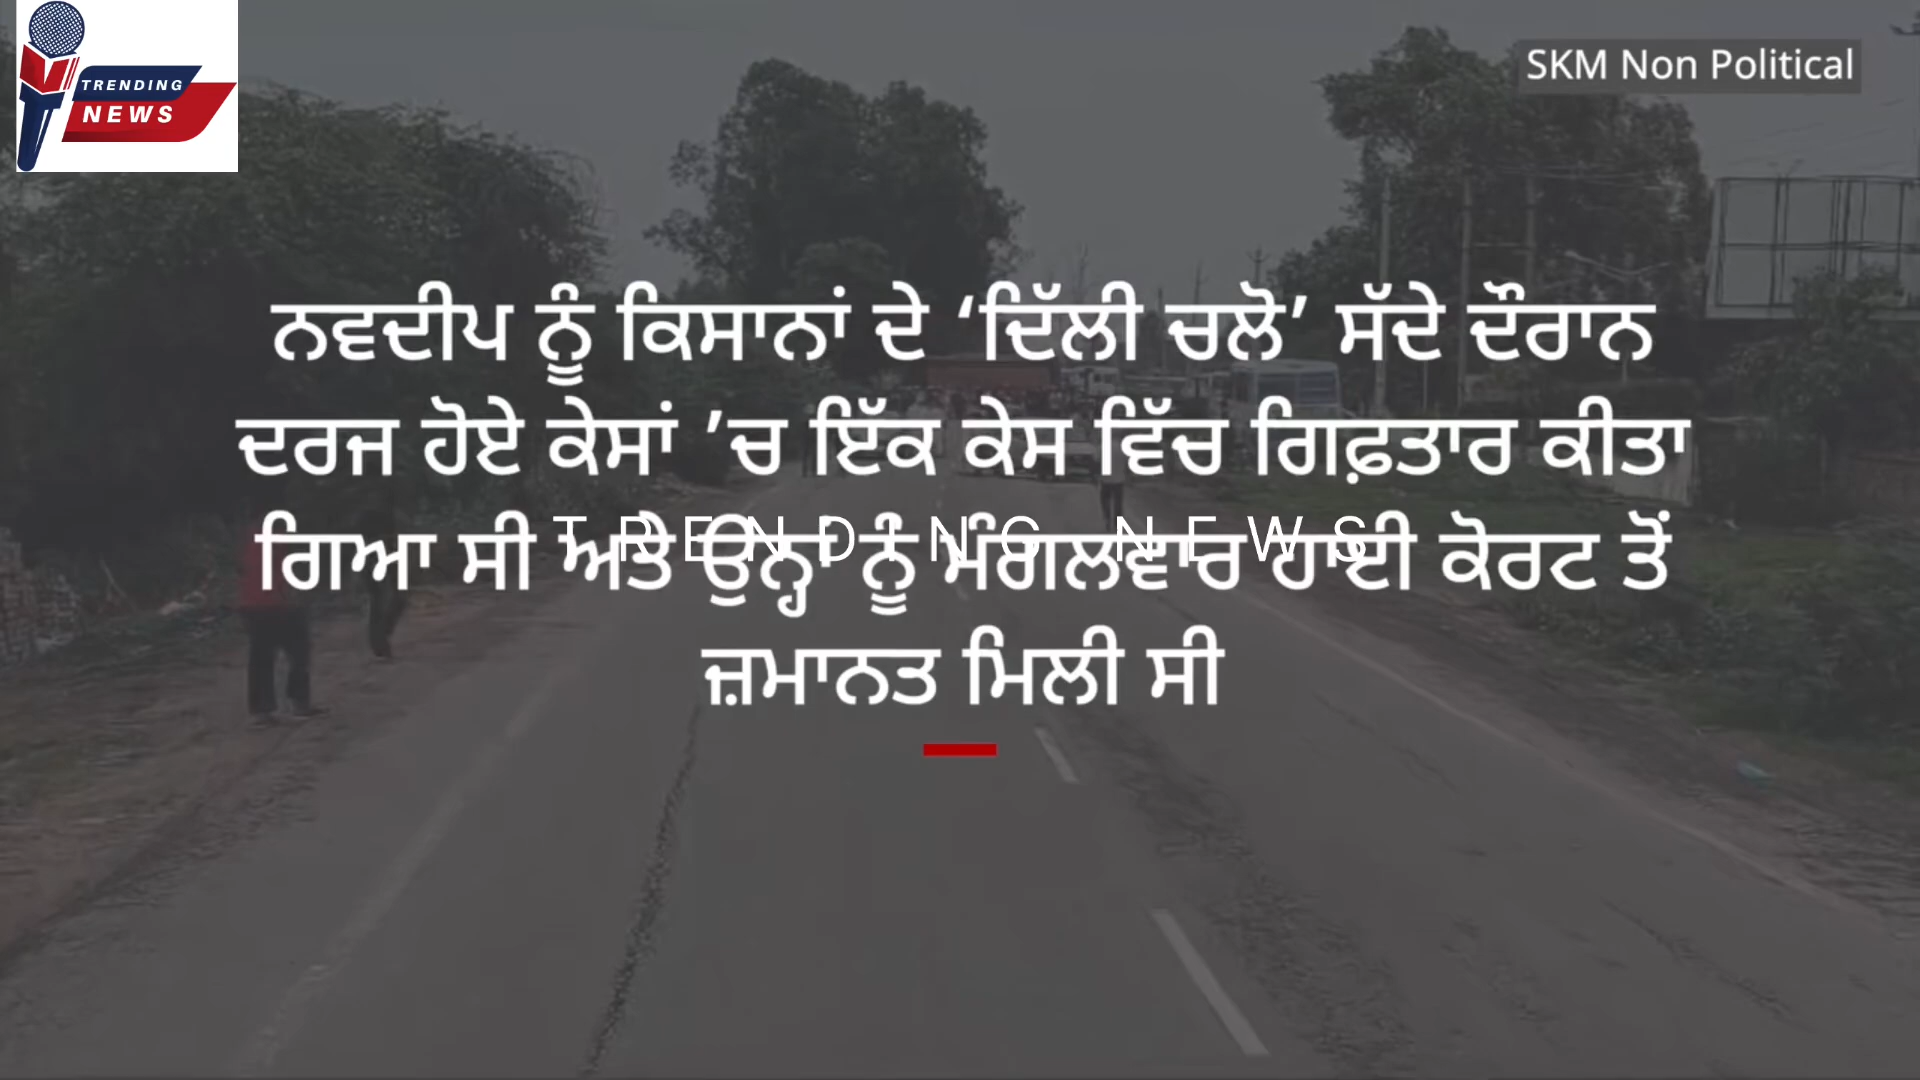 TRENDING
NEWS
SKM Non Political
ਨਵਦੀਪ ਨੂੰ ਕਿਸਾਨਾਂ ਦੇ ‘ਦਿੱਲੀ ਚਲੋ’ ਸੱਦੇ ਦੌਰਾਨ
ਦਰਜ ਹੋਏ ਕੇਸਾਂ ’ਚ ਇੱਕ ਕੇਸ ਵਿੱਚ ਗਿਫ਼ਤਾਰ ਕੀਤਾ
ਗਿਆ ਸੀ ਅਤੇ ਉਨ੍ਹਾਂ ਨੂੰ ਮੰਗਲਵਾਰ ਹਾਈ ਕੋਰਟ ਤੋਂ
TRENDING NEWS
ਜ਼ਮਾਨਤ ਮਿਲੀ ਸੀ